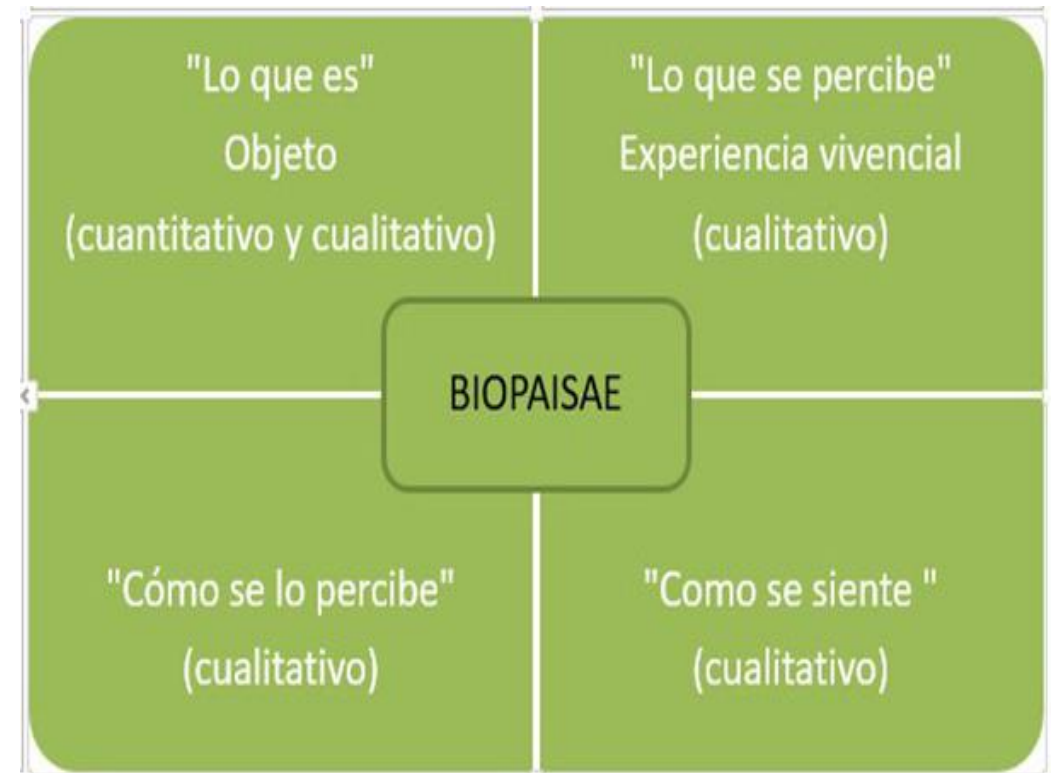 "Lo que es"
Objeto
(cuantitativo y cualitativo)
"Lo que se percibe"
Experiencia vivencial
(cualitativo)
BIOPAISAE
"Cómo se lo percibe"
(cualitativo)
"Como se siente "
(cualitativo)